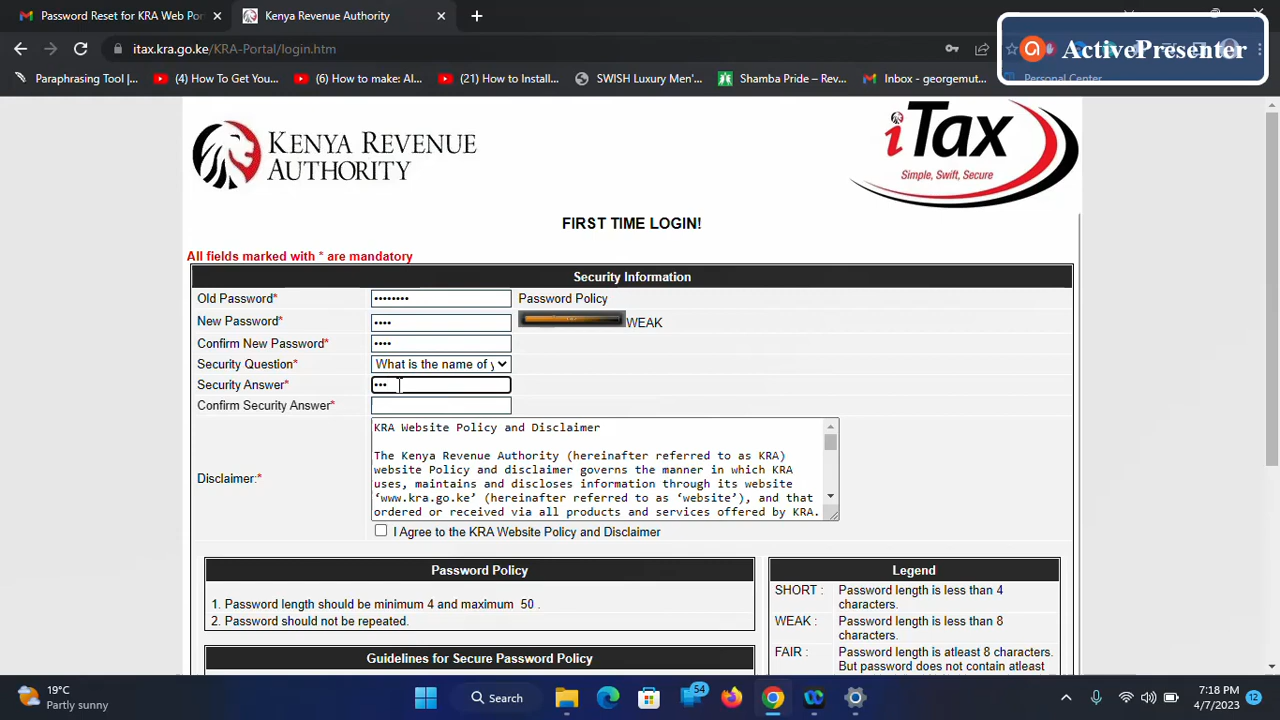 Password Reset for KRA Web Por
Kenya Revenue Authority
ActivePresenter
itax.kra.go.ke/KRA-Portal/login.htm
Paraphrasing Tool |...
(4) How To Get You...
(6) How to make: Al...
(21) How to Install...
SWISH Luxury Men'...
Shamba Pride – Rev...
Inbox - georgemut...
Personal Center
KENYA REVENUE
AUTHORITY
iTax
Simple, Swift, Secure
FIRST TIME LOGIN!
All fields marked with * are mandatory
Security Information
Old Password* •••••••• Password Policy
New Password* •••• WEAK
Confirm New Password* ••••
Security Question* What is the name of y
Security Answer* •••
Confirm Security Answer*
KRA Website Policy and Disclaimer
The Kenya Revenue Authority (hereinafter referred to as KRA)
website Policy and disclaimer governs the manner in which KRA
Disclaimer:* uses, maintains and discloses information through its website
‘www.kra.go.ke’ (hereinafter referred to as ‘website’), and that
ordered or received via all products and services offered by KRA.
I Agree to the KRA Website Policy and Disclaimer
Password Policy
1. Password length should be minimum 4 and maximum 50 .
2. Password should not be repeated.
Guidelines for Secure Password Policy
Legend
SHORT : Password length is less than 4
characters.
WEAK : Password length is less than 8
characters.
FAIR : Password length is atleast 8 characters.
But password does not contain atleast
19°C
Partly sunny
Search
54
7:18 PM
4/7/2023
12